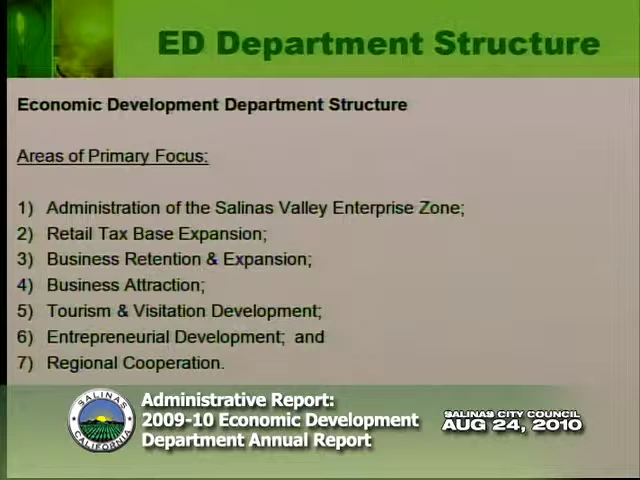 ED Department Structure
Economic Development Department Structure
Areas of Primary Focus:
1) Administration of the Salinas Valley Enterprise Zone;
2) Retail Tax Base Expansion;
3) Business Retention & Expansion;
4) Business Attraction;
5) Tourism & Visitation Development;
6) Entrepreneurial Development; and
7) Regional Cooperation.
SALINAS
CALIFORNIA
Administrative Report:
2009-10 Economic Development
Department Annual Report
SALINAS CITY COUNCIL
AUG 24, 2010